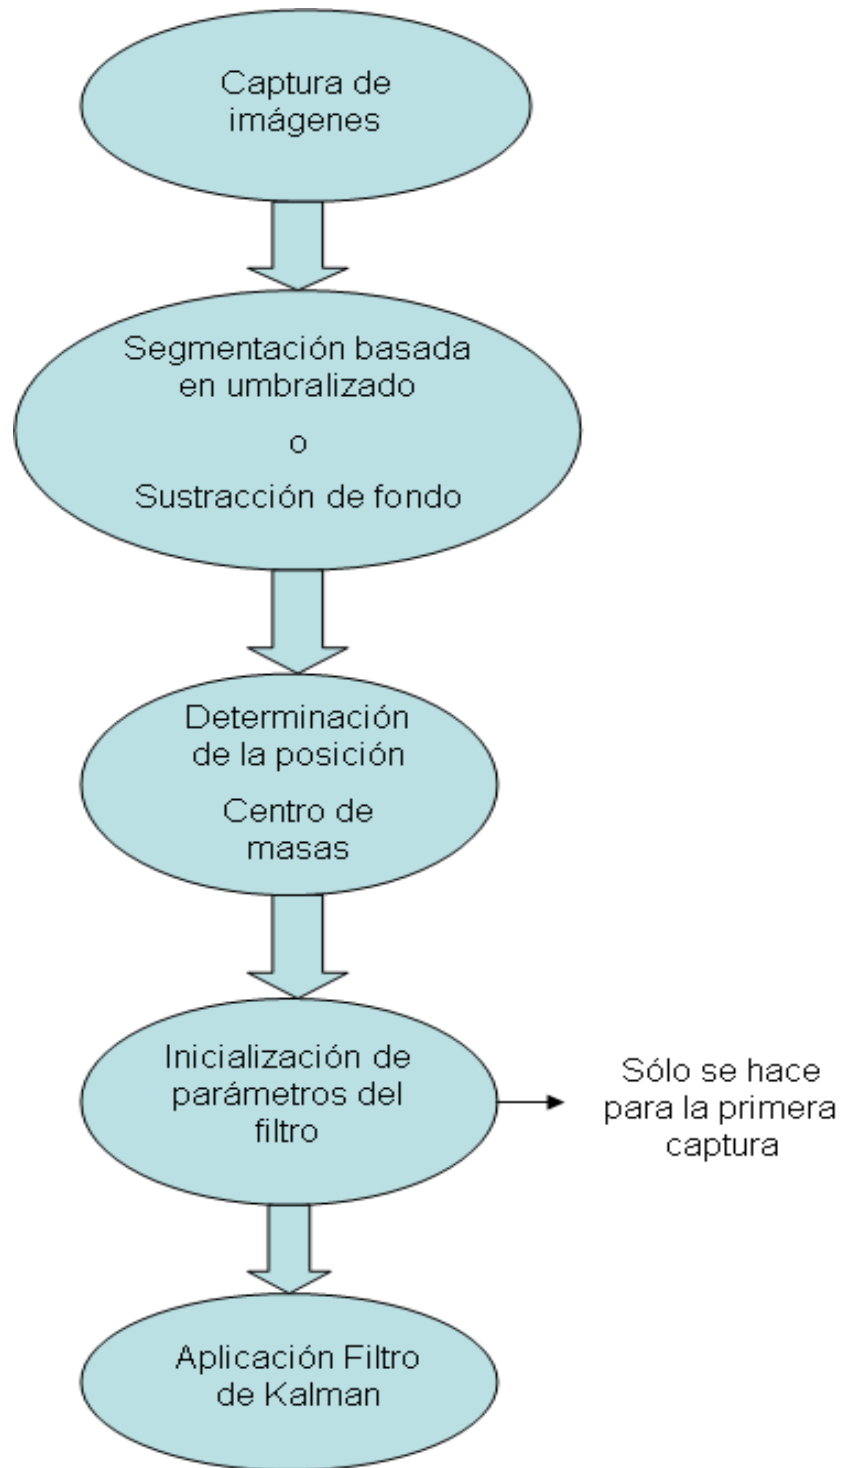 Captura de
imágenes
Segmentación basada
en umbralizado
o
Sustracción de fondo
Determinación
de la posición
Centro de
masas
Inicialización de
parámetros del
filtro
Sólo se hace
para la primera
captura
Aplicación Filtro
de Kalman